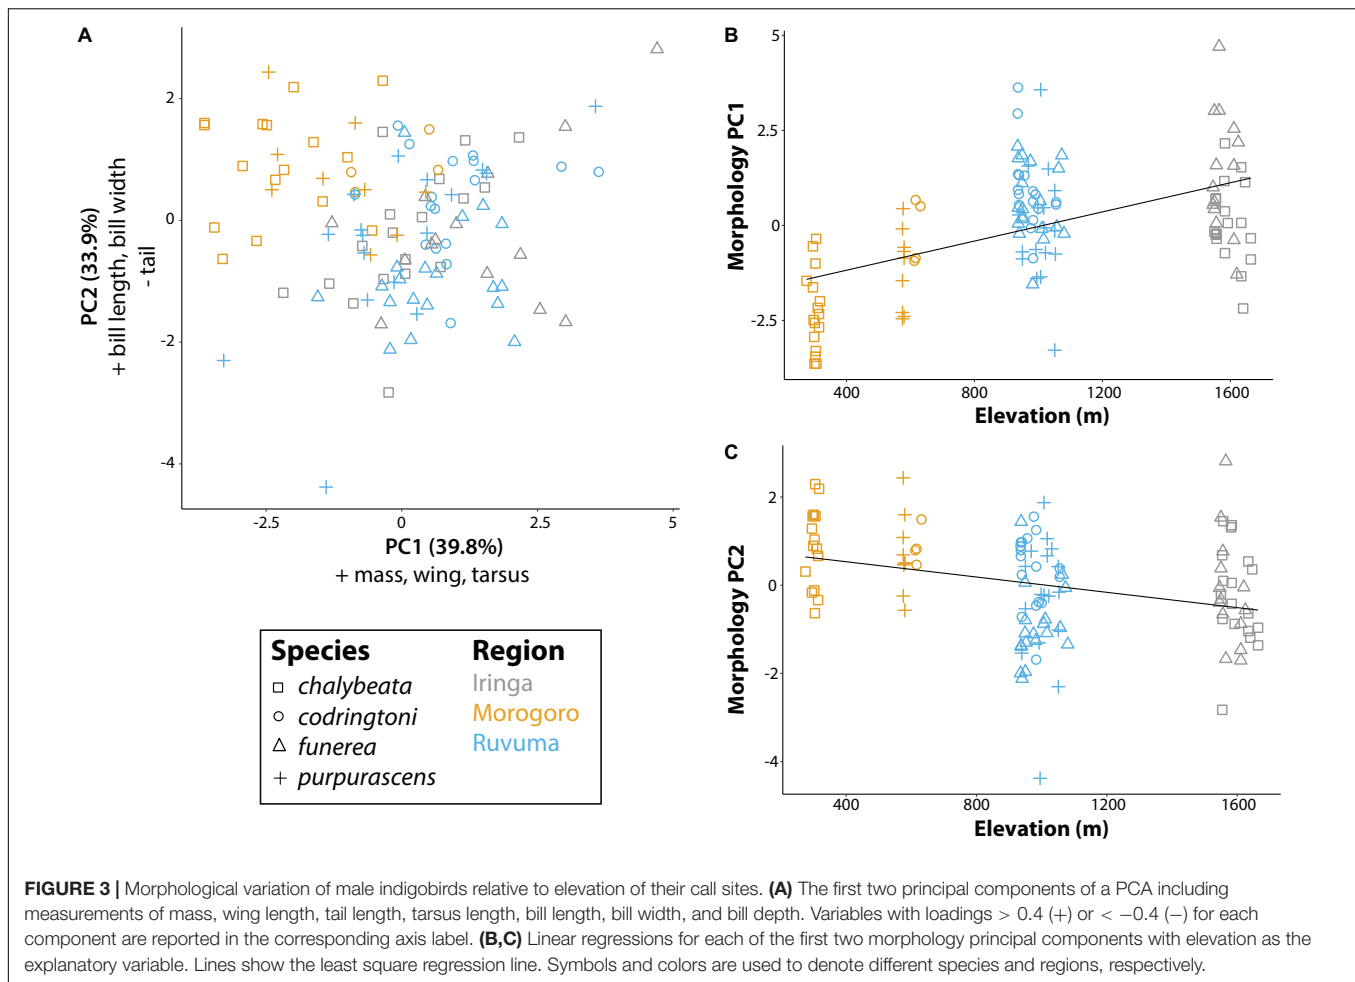 A
2
0
-2
-4
PC2 (33.9%)
+ bill length, bill width
- tail
-2.5
0
2.5
5
PC1 (39.8%)
+ mass, wing, tarsus
B
5
2.5
0
-2.5
Morphology PC1
400
800
1200
1600
Elevation (m)
C
2
0
-2
-4
Morphology PC2
400
800
1200
1600
Elevation (m)
Species
chalybeata
codringtoni
funerea
purpurascens
Region
Iringa
Morogoro
Ruvuma
FIGURE 3 | Morphological variation of male indigobirds relative to elevation of their call sites. (A) The first two principal components of a PCA including
measurements of mass, wing length, tail length, tarsus length, bill length, bill width, and bill depth. Variables with loadings > 0.4 (+) or < −0.4 (−) for each
component are reported in the corresponding axis label. (B,C) Linear regressions for each of the first two morphology principal components with elevation as the
explanatory variable. Lines show the least square regression line. Symbols and colors are used to denote different species and regions, respectively.